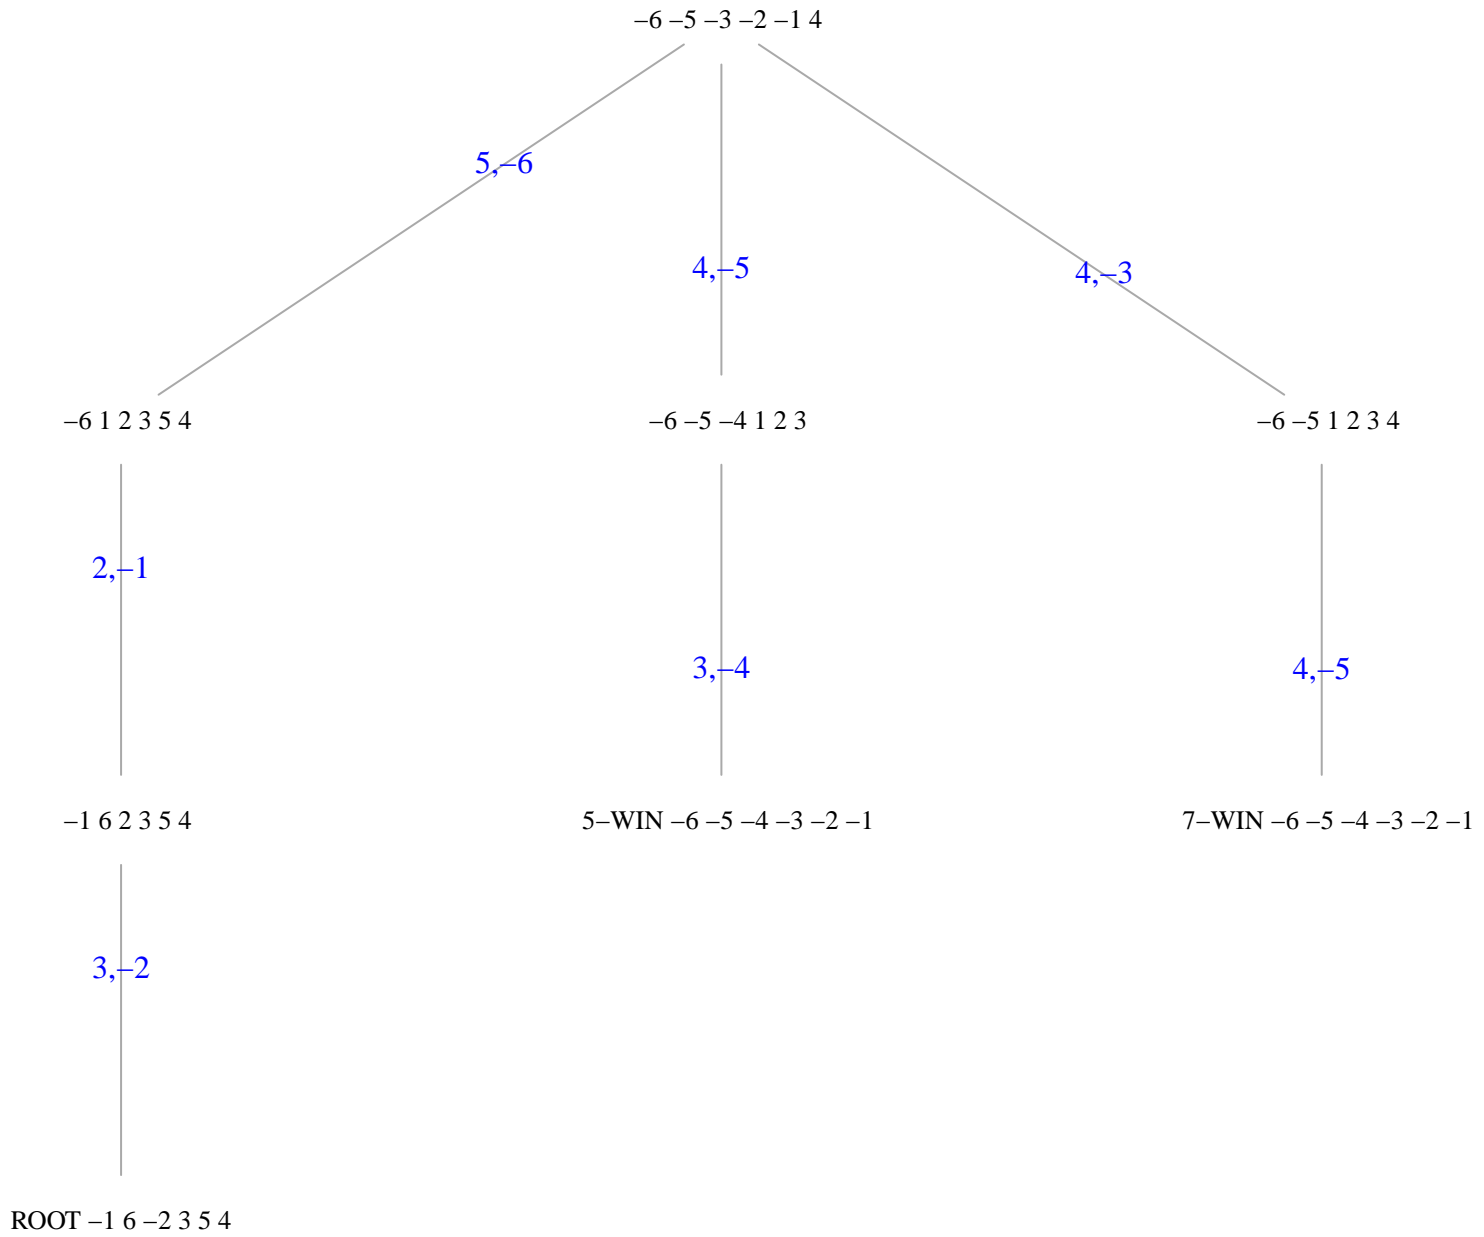 –6 –5 –3 –2 –1 4
5,–6
4,–5
4,–3
–6 1 2 3 5 4
–6 –5 –4 1 2 3
–6 –5 1 2 3 4
2,–1
3,–4
4,–5
–1 6 2 3 5 4
5–WIN –6 –5 –4 –3 –2 –1
7–WIN –6 –5 –4 –3 –2 –1
3,–2
ROOT –1 6 –2 3 5 4